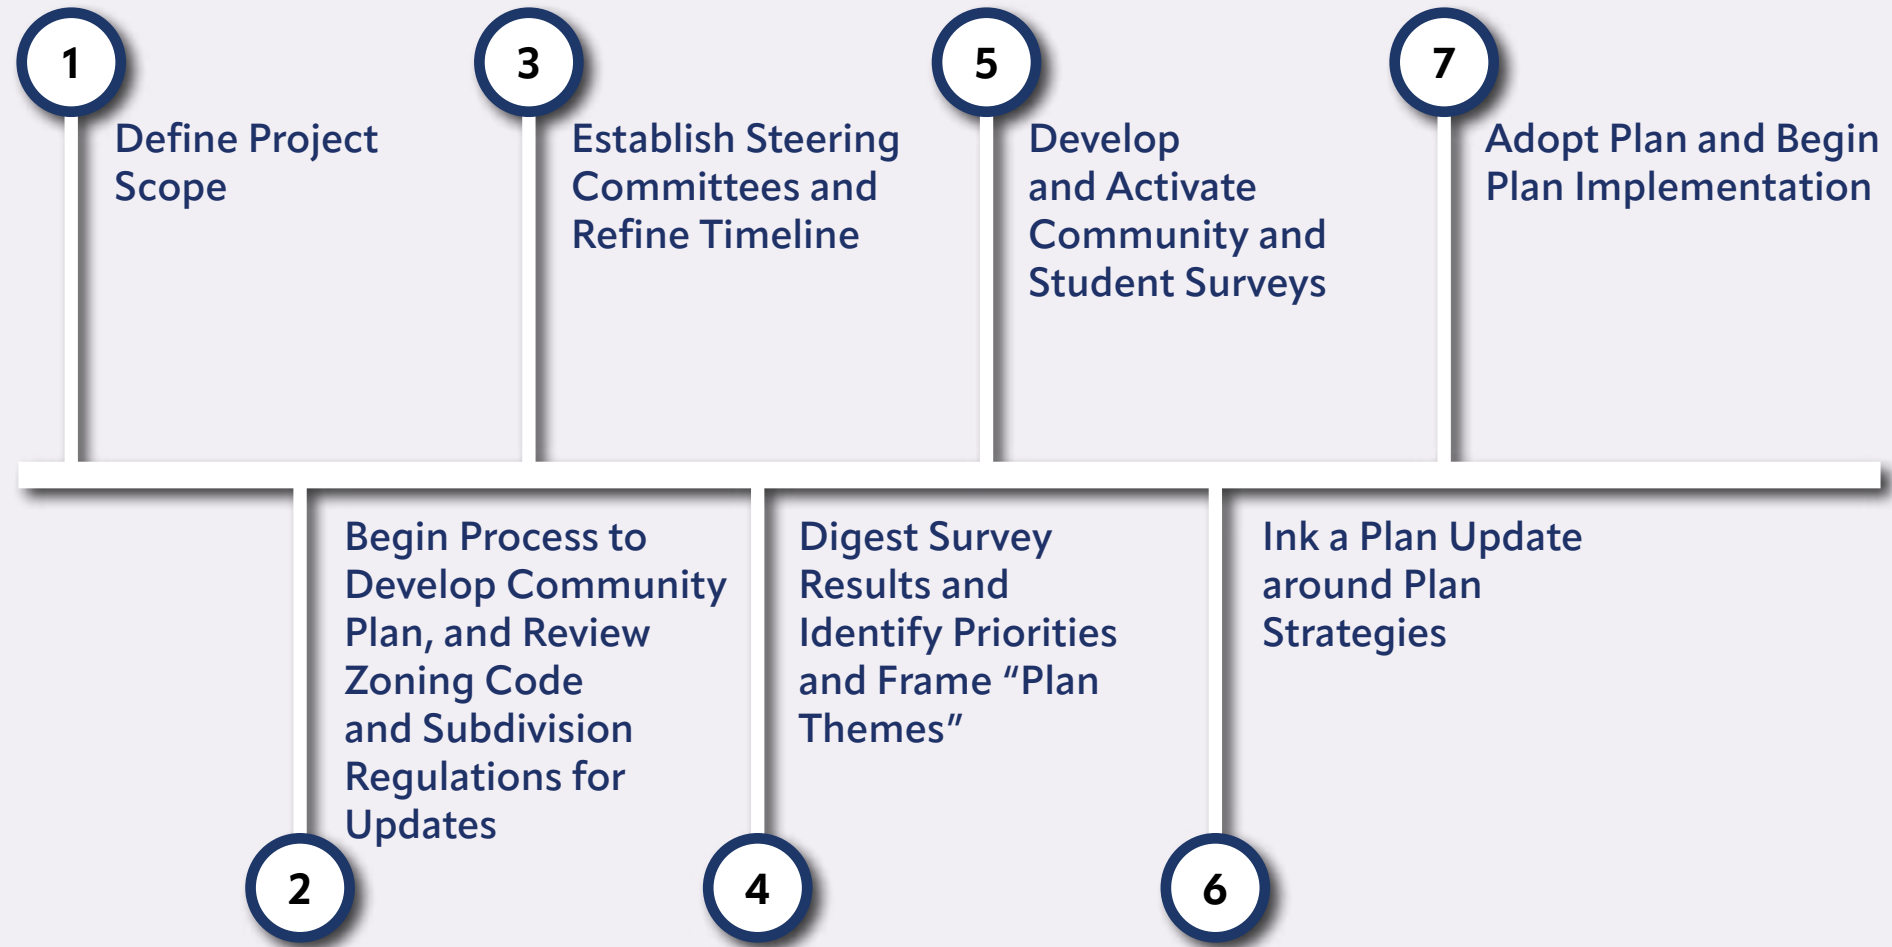 1
Define Project
Scope
3
Establish Steering
Committees and
Refine Timeline
5
Develop
and Activate
Community and
Student Surveys
7
Adopt Plan and Begin
Plan Implementation
Begin Process to
Develop Community
Plan, and Review
Zoning Code
and Subdivision
Regulations for
Updates
2
Digest Survey
Results and
Identify Priorities
and Frame “Plan
Themes”
4
Ink a Plan Update
around Plan
Strategies
6